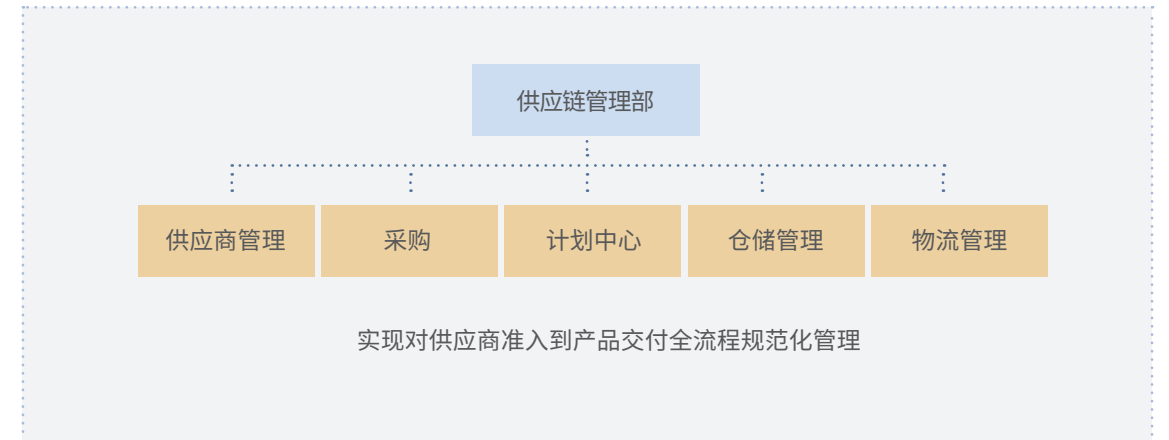 供应链管理部
供应商管理
采购
计划中心
仓储管理
物流管理
实现对供应商准入到产品交付全流程规范化管理